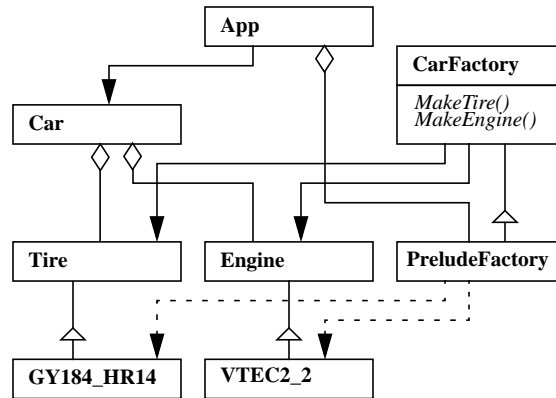 App
CarFactory
MakeTire()
MakeEngine()
Car
Tire
Engine
PreludeFactory
GY184_HR14
VTEC2_2